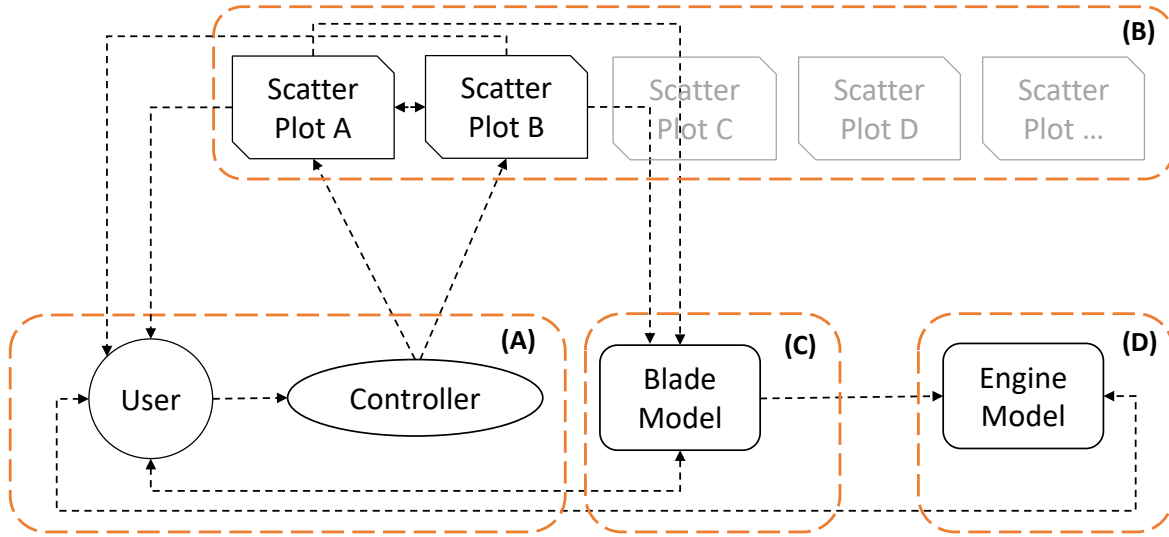 (B)
Scatter
Plot A
Scatter
Plot B
Scatter
Plot C
Scatter
Plot D
Scatter
Plot ...
(A)
User
Controller
(C)
Blade
Model
(D)
Engine
Model